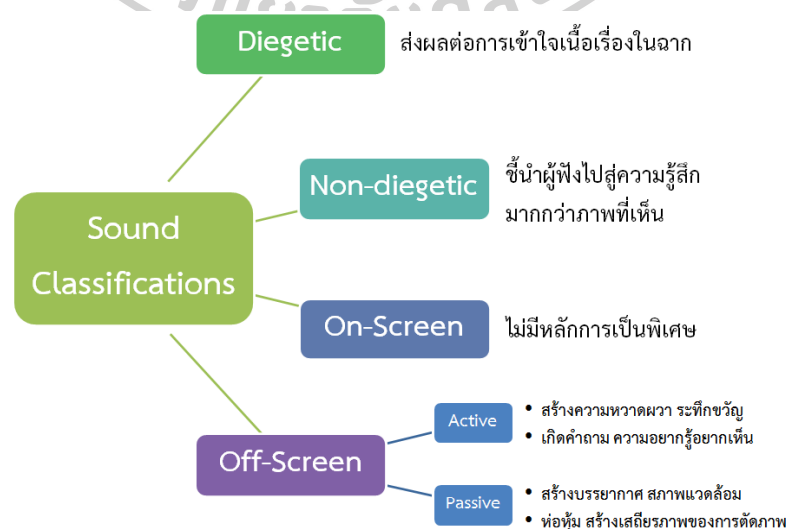 Diegetic
ส่งผลต่อการเข้าใจเนื้อเรื่องในฉาก
Non-diegetic
ชี้นำผู้ฟังไปสู่ความรู้สึก
มากกว่าภาพที่เห็น
Sound
Classifications
On-Screen
ไม่มีหลักการเป็นพิเศษ
Off-Screen
Active
• สร้างความหวาดผวา ระทึกขวัญ
• เกิดคำถาม ความอยากรู้อยากเห็น
Passive
• สร้างบรรยากาศ สภาพแวดล้อม
• ห่อหุ้ม สร้างเสถียรภาพของการตัดภาพ